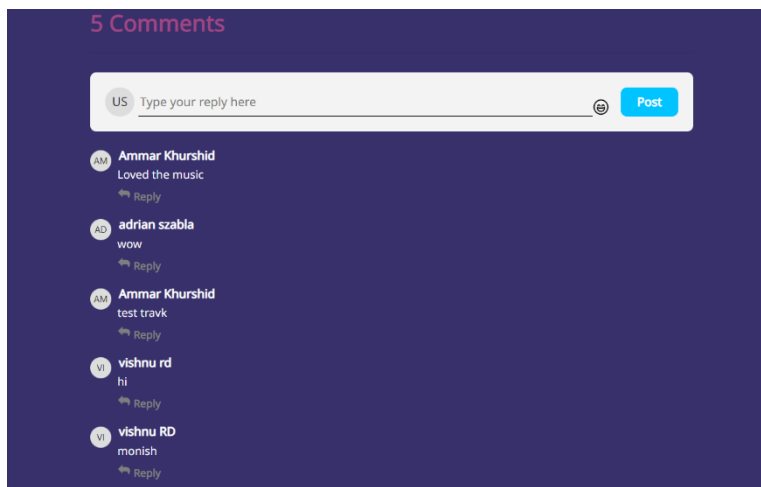 5 Comments
US Type your reply here Post
AM Ammar Khurshid
Loved the music
Reply
AD adrian szabla
wow
Reply
AM Ammar Khurshid
test travk
Reply
VI vishnu rd
hi
Reply
VI vishnu RD
monish
Reply